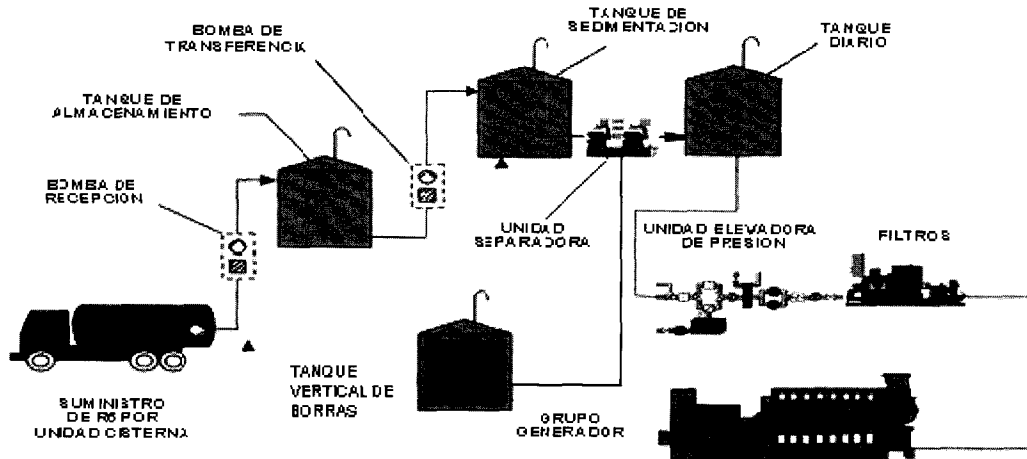 BOMBA DE
TRANSFERENCIA
TANQUE DE
SEDIMENTACION
TANQUE
DIARIO
TANQUE DE
ALMACENAMIENTO
BOMBA DE
RECEPCION
UNIDAD
SEPARADORA
UNIDAD ELEVADORA
DE PRESION
FILTROS
TANQUE
VERTICAL DE
BORRAS
SUMINISTRO
DE R6 POR
UNIDAD CISTERNA
GRUPO
GENERADOR